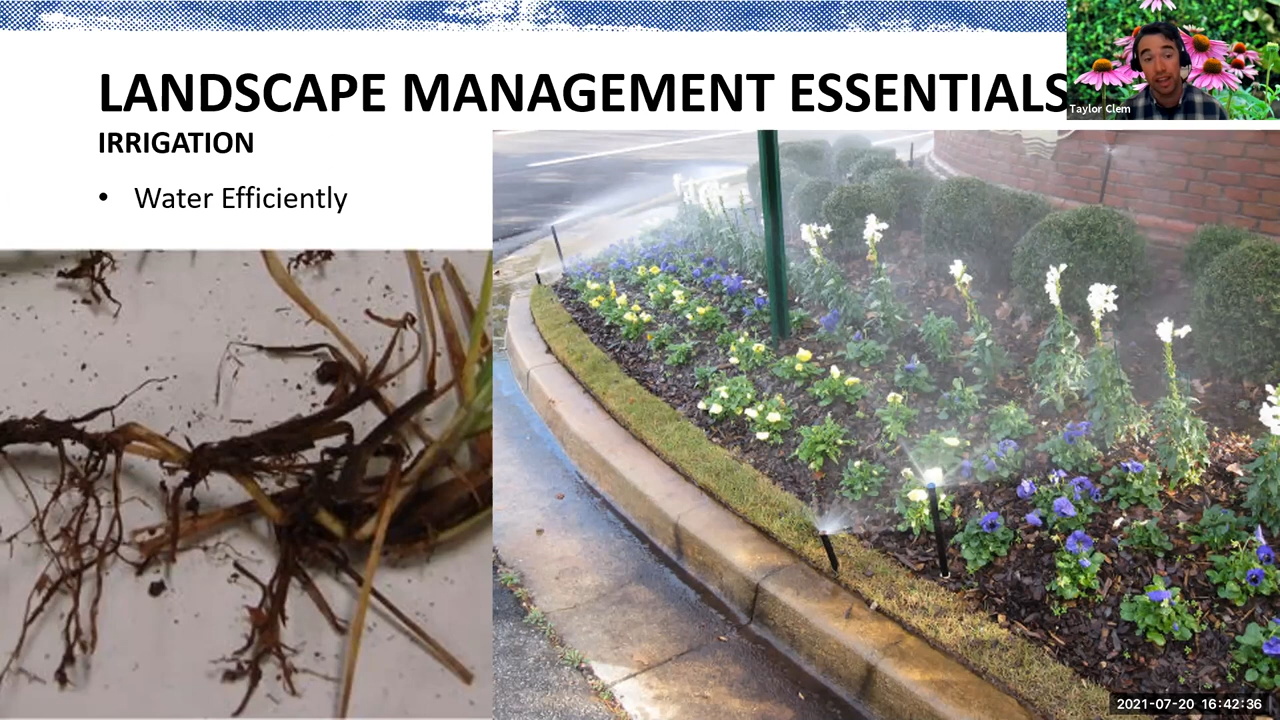 LANDSCAPE MANAGEMENT ESSENTIALS
IRRIGATION
• Water Efficiently
Taylor Clem
2021-07-20 16:42:36